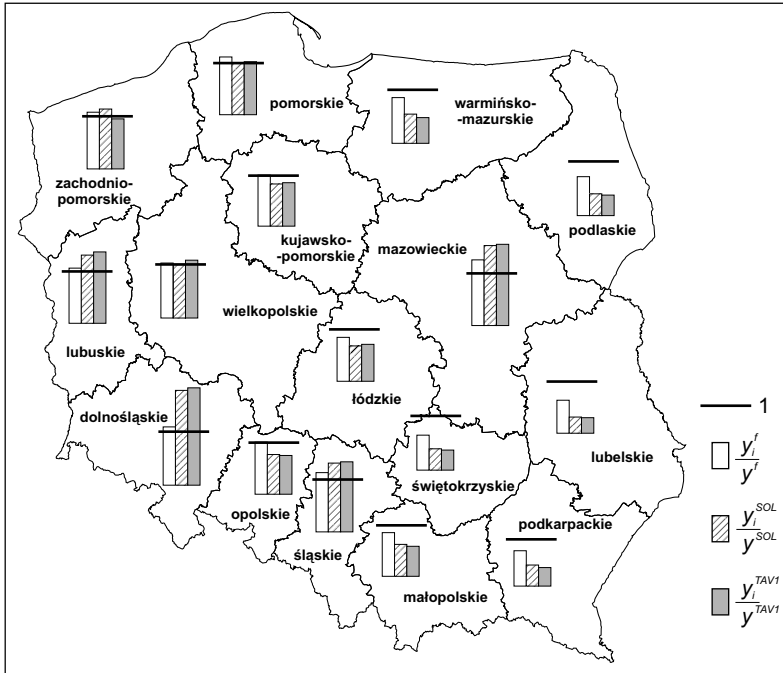 pomorskie
warmińsko-
-mazurskie
zachodnio-
pomorskie
podlaskie
kujawsko-
-pomorskie
mazowieckie
wielkopolskie
lubuskie
łódzkie
dolnośląskie
lubelskie
świętokrzyskie
opolskie
śląskie
podkarpackie
małopolskie
1
y_i^f
y^f
y_i^SOL
y^SOL
y_i^TAV1
y^TAV1